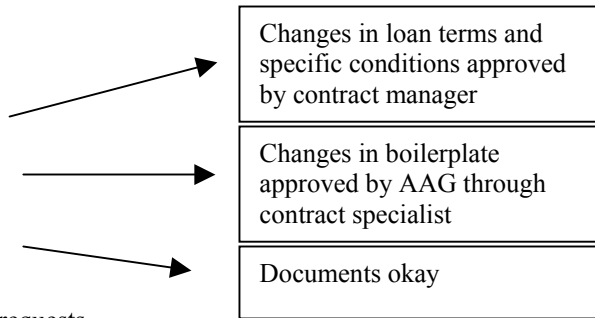 Changes in loan terms and
specific conditions approved
by contract manager
Changes in boilerplate
approved by AAG through
contract specialist
Documents okay
requests